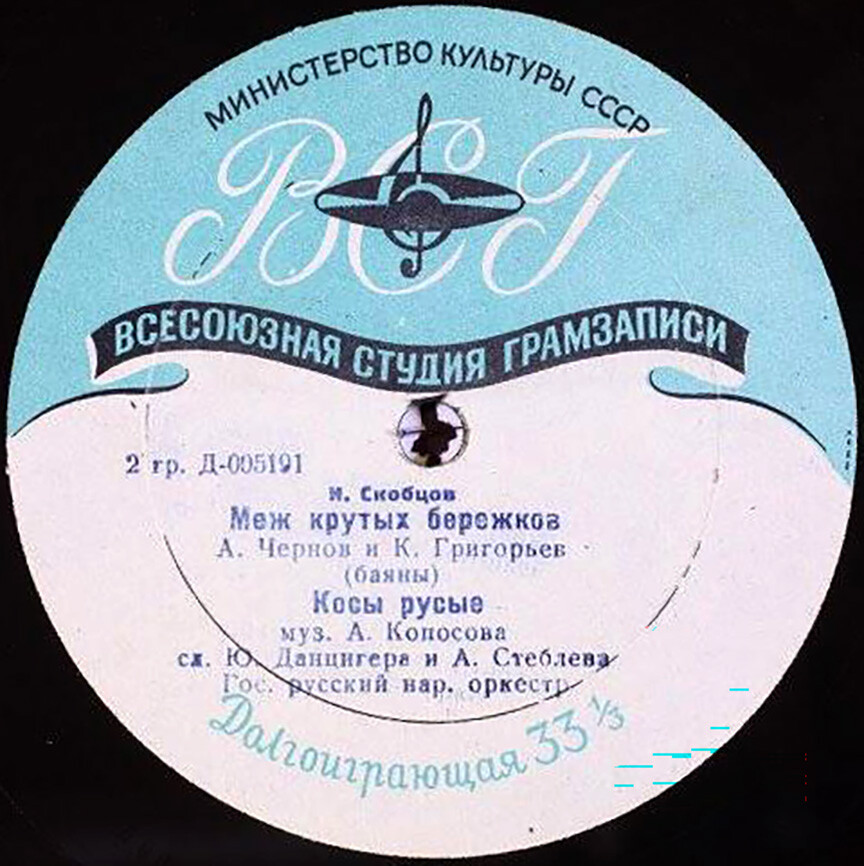 МИНИСТЕРСТВО КУЛЬТУРЫ СССР
ВСГ
ВСЕСОЮЗНАЯ СТУДИЯ ГРАМЗАПИСИ
2 гр. Д-005191
И. Скобцов
Меж крутых бережков
А. Чернов и К. Григорьев
(баяны)
Косы русые
муз. А. Копосова
сл. Ю. Данцигера и А. Стеблева
Гос. русский нар. оркестр
Долгоиграющая 33 ⅓